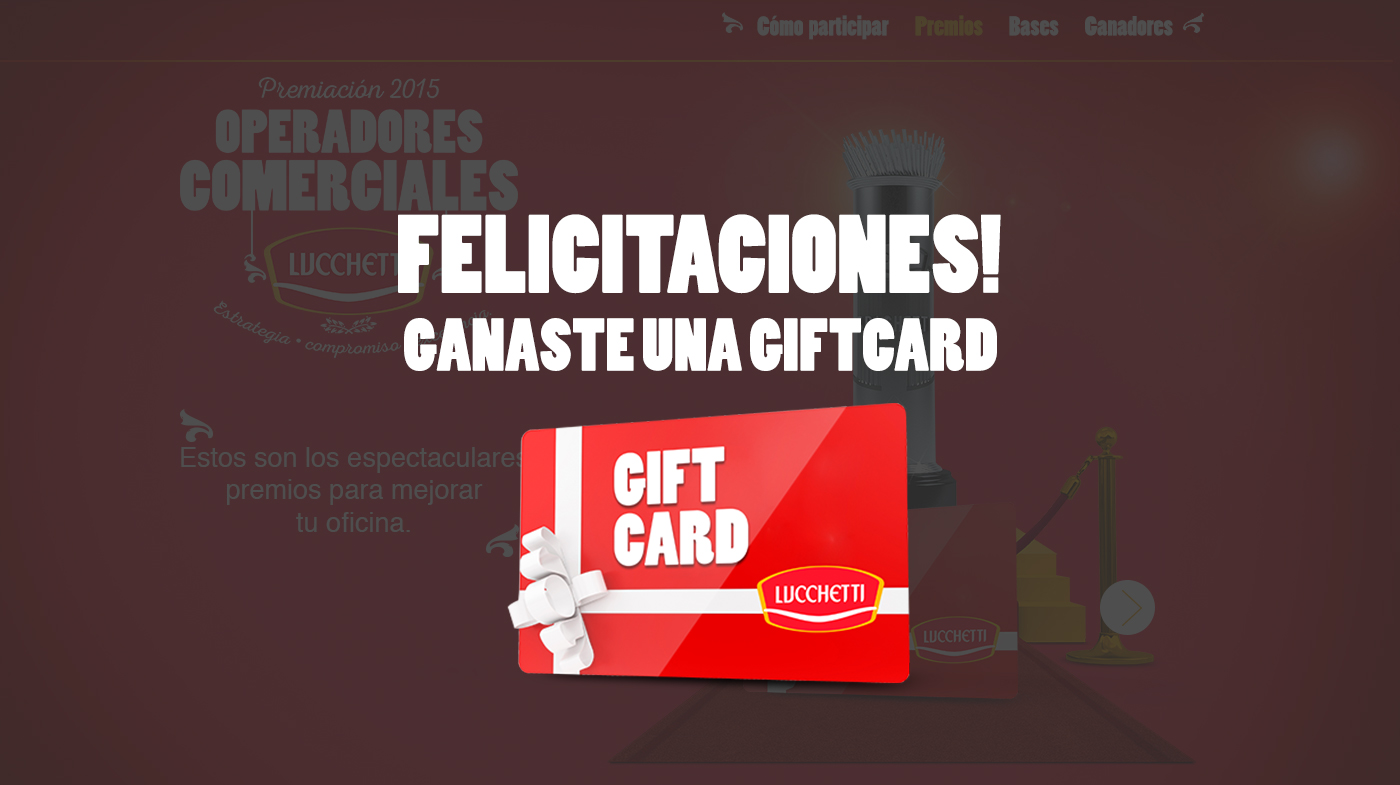 Cómo participar Premios Bases Ganadores
Premiación 2015
OPERADORES
COMERCIALES
LUCCHETTI
Estrategia • compromiso
FELICITACIONES!
GANASTE UNA GIFTCARD
Estos son los espectaculares
premios para mejorar
tu oficina.
GIFT
CARD
LUCCHETTI
LUCCHETTI